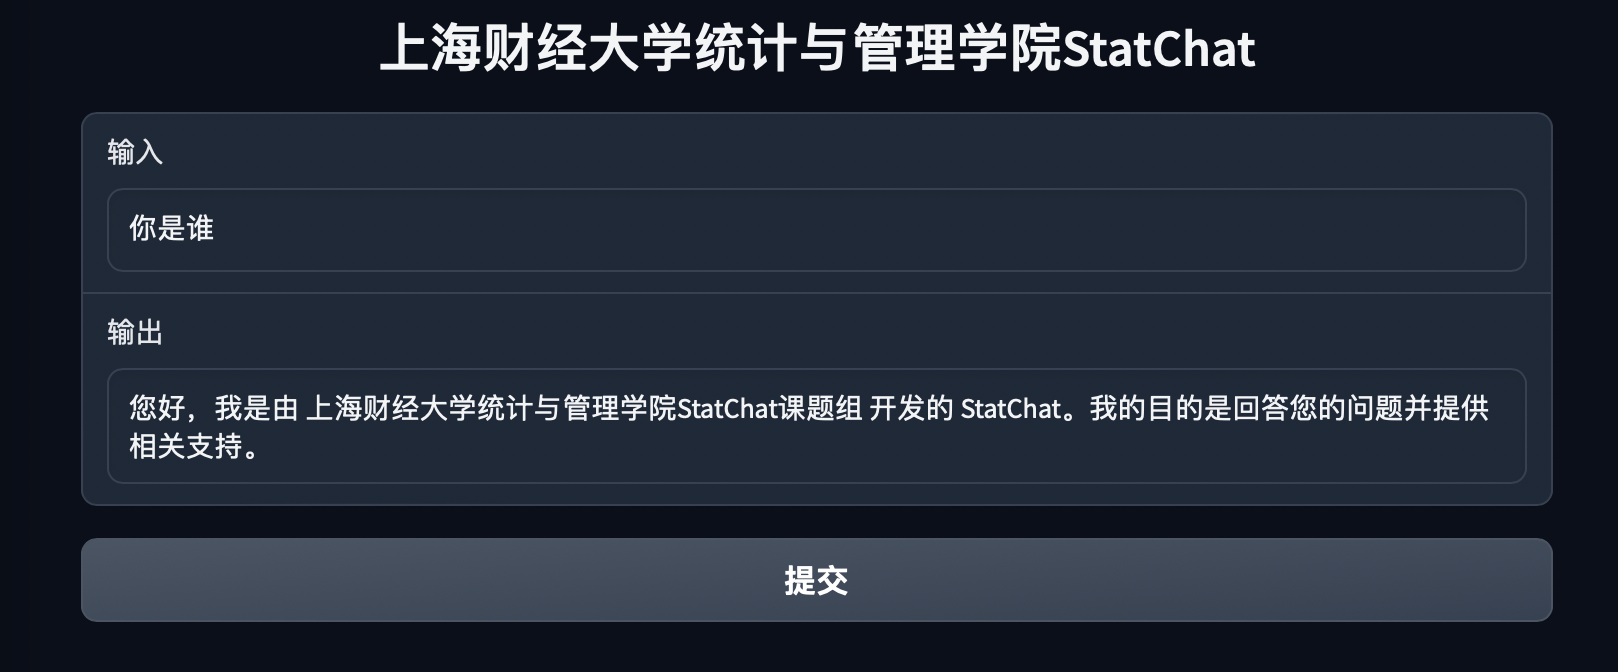 上海财经大学统计与管理学院StatChat
输入
你是谁
输出
您好，我是由 上海财经大学统计与管理学院StatChat课题组 开发的 StatChat。我的目的是回答您的问题并提供
相关支持。
提交